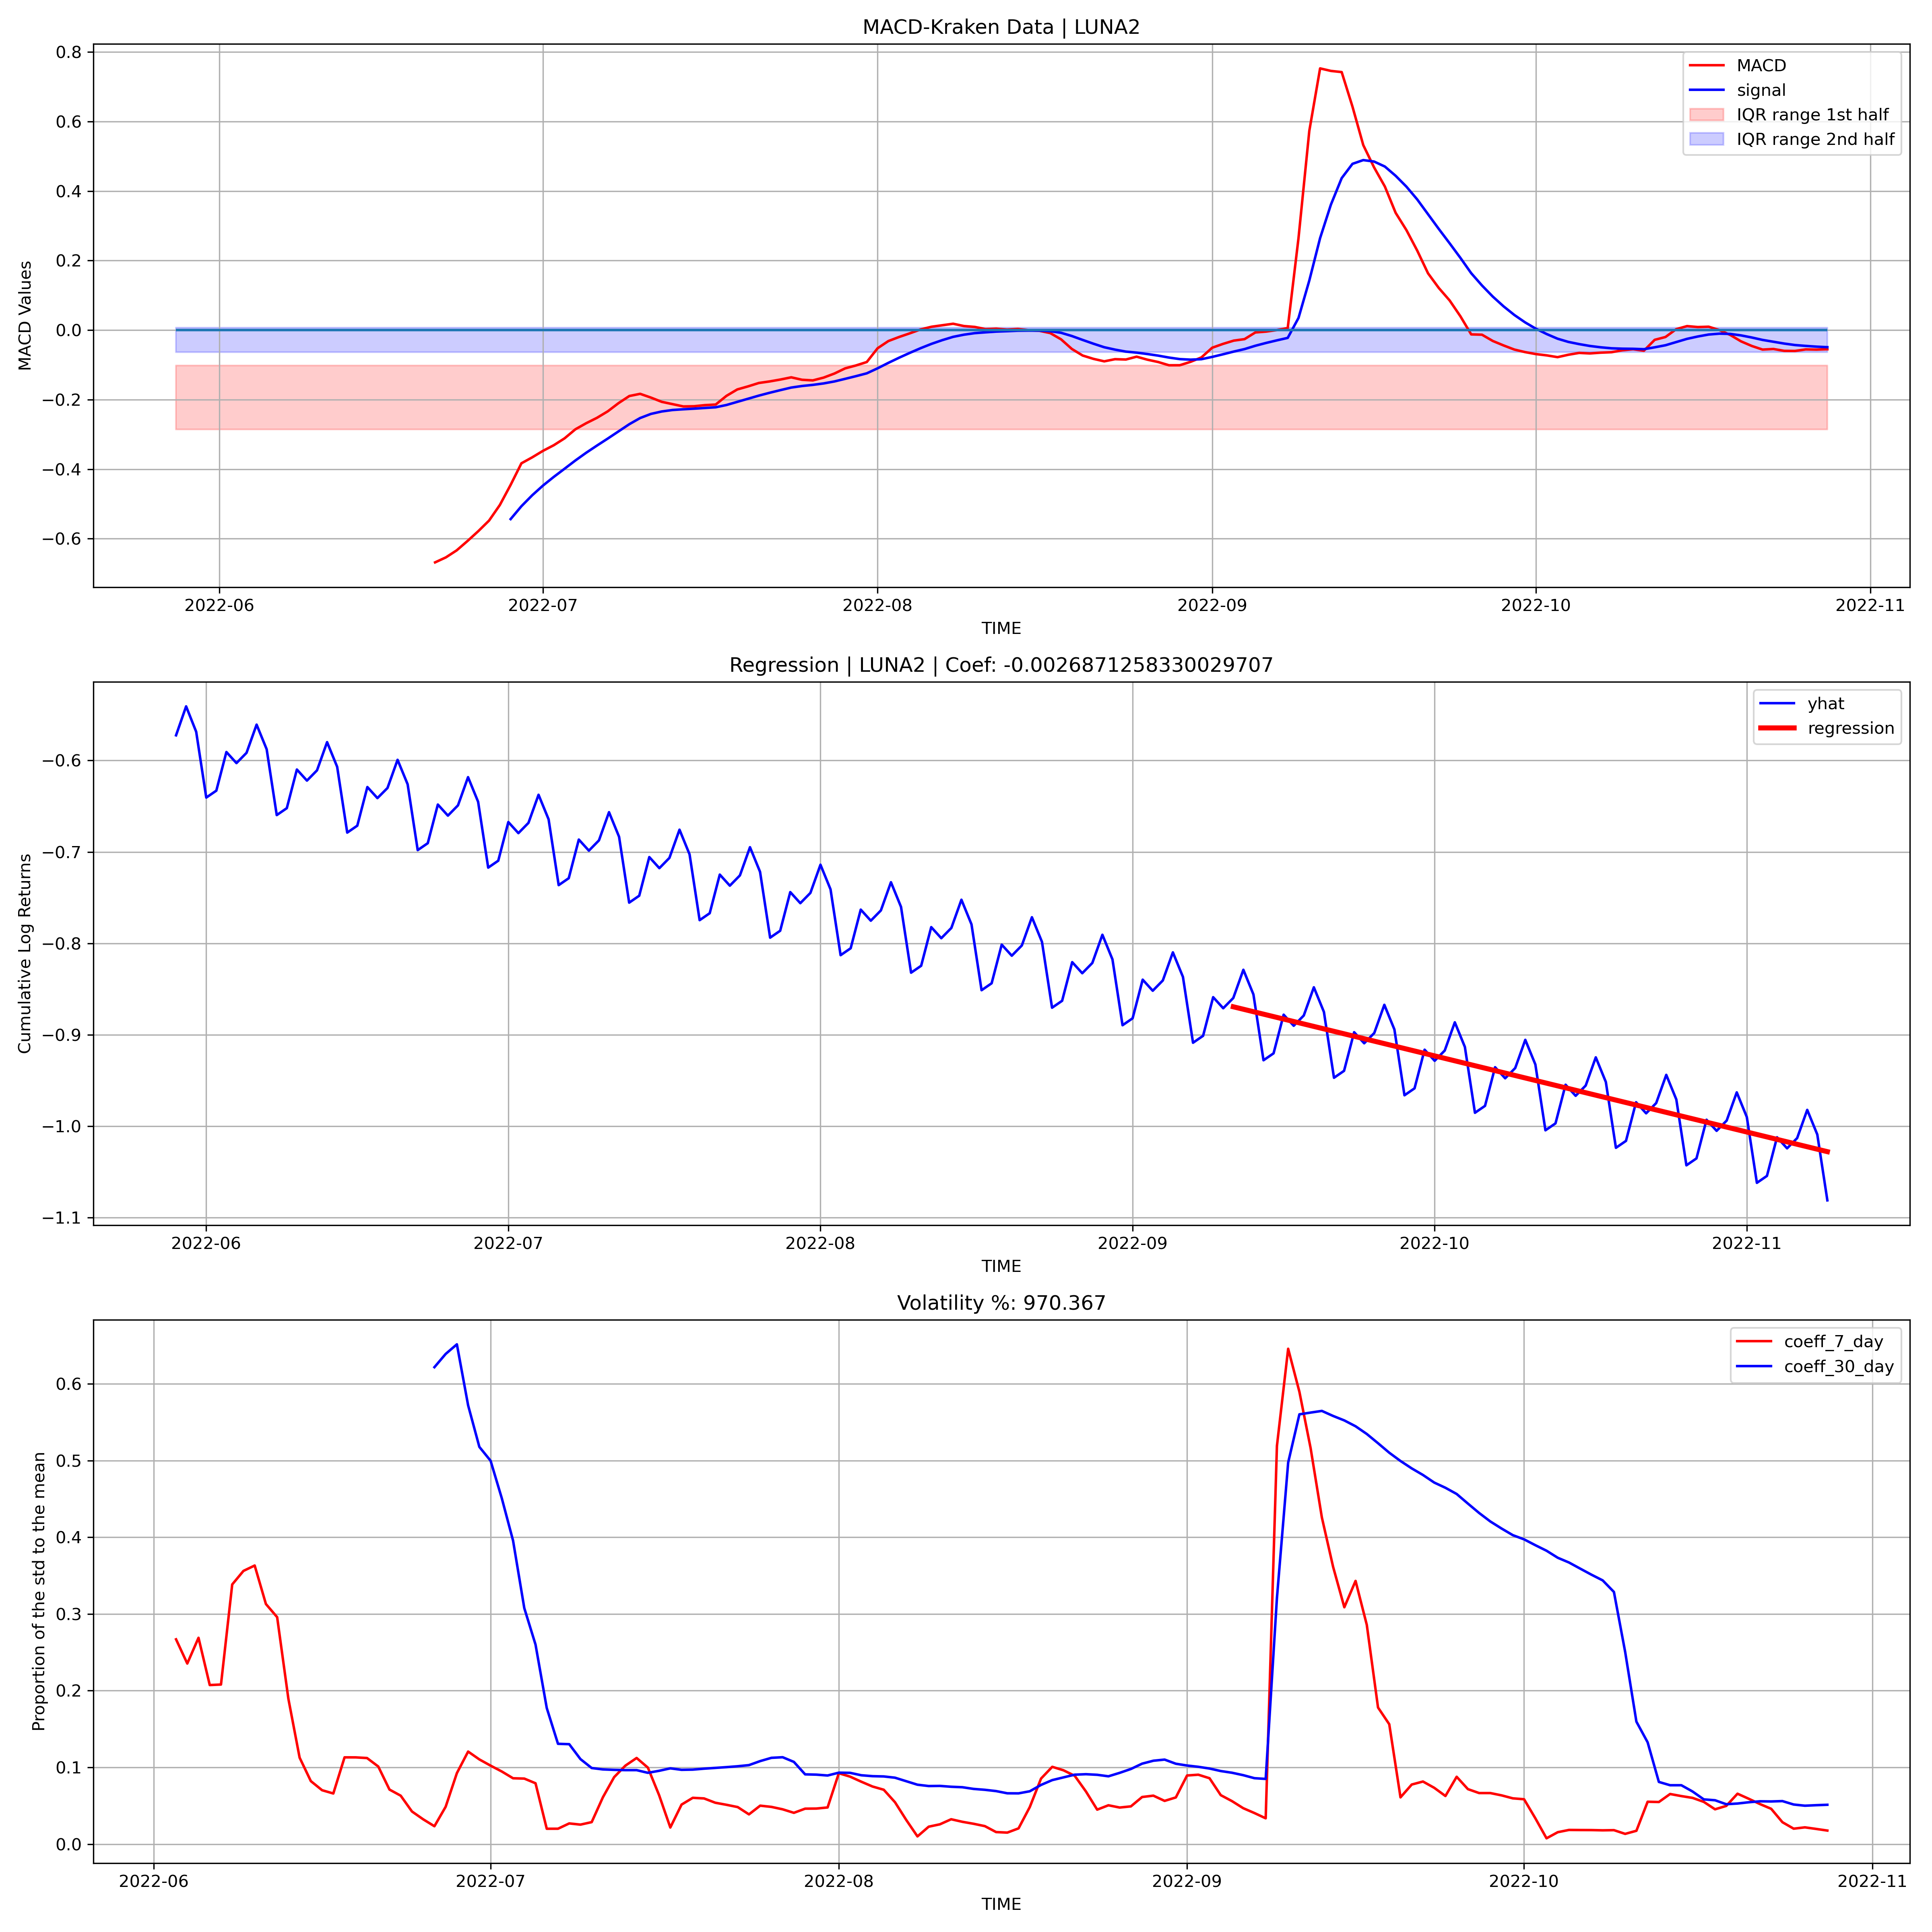 MACD-Kraken Data | LUNA2
0.8
0.6
0.4
0.2
0.0
−0.2
−0.4
−0.6
MACD Values
MACD
signal
IQR range 1st half
IQR range 2nd half
2022-06 2022-07 2022-08 2022-09 2022-10 2022-11
TIME
Regression | LUNA2 | Coef: -0.0026871258330029707
−0.6
−0.7
−0.8
−0.9
−1.0
−1.1
Cumulative Log Returns
yhat
regression
2022-06 2022-07 2022-08 2022-09 2022-10 2022-11
TIME
Volatility %: 970.367
0.6
0.5
0.4
0.3
0.2
0.1
0.0
Proportion of the std to the mean
coeff_7_day
coeff_30_day
2022-06 2022-07 2022-08 2022-09 2022-10 2022-11
TIME